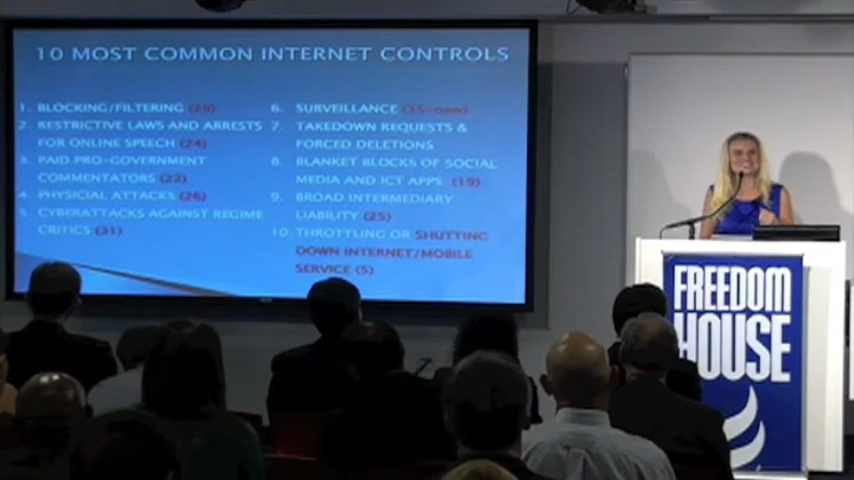 10 MOST COMMON INTERNET CONTROLS
1. BLOCKING/FILTERING (29)
2. RESTRICTIVE LAWS AND ARRESTS
FOR ONLINE SPEECH (24)
3. PAID PRO-GOVERNMENT
COMMENTATORS (22)
4. PHYSICIAL ATTACKS (26)
5. CYBERATTACKS AGAINST REGIME
CRITICS (31)
6. SURVEILLANCE (35-new)
7. TAKEDOWN REQUESTS &
FORCED DELETIONS
8. BLANKET BLOCKS OF SOCIAL
MEDIA AND ICT APPS (19)
9. BROAD INTERMEDIARY
LIABILITY (25)
10. THROTTLING OR SHUTTING
DOWN INTERNET/MOBILE
SERVICE (5)
FREEDOM
HOUSE